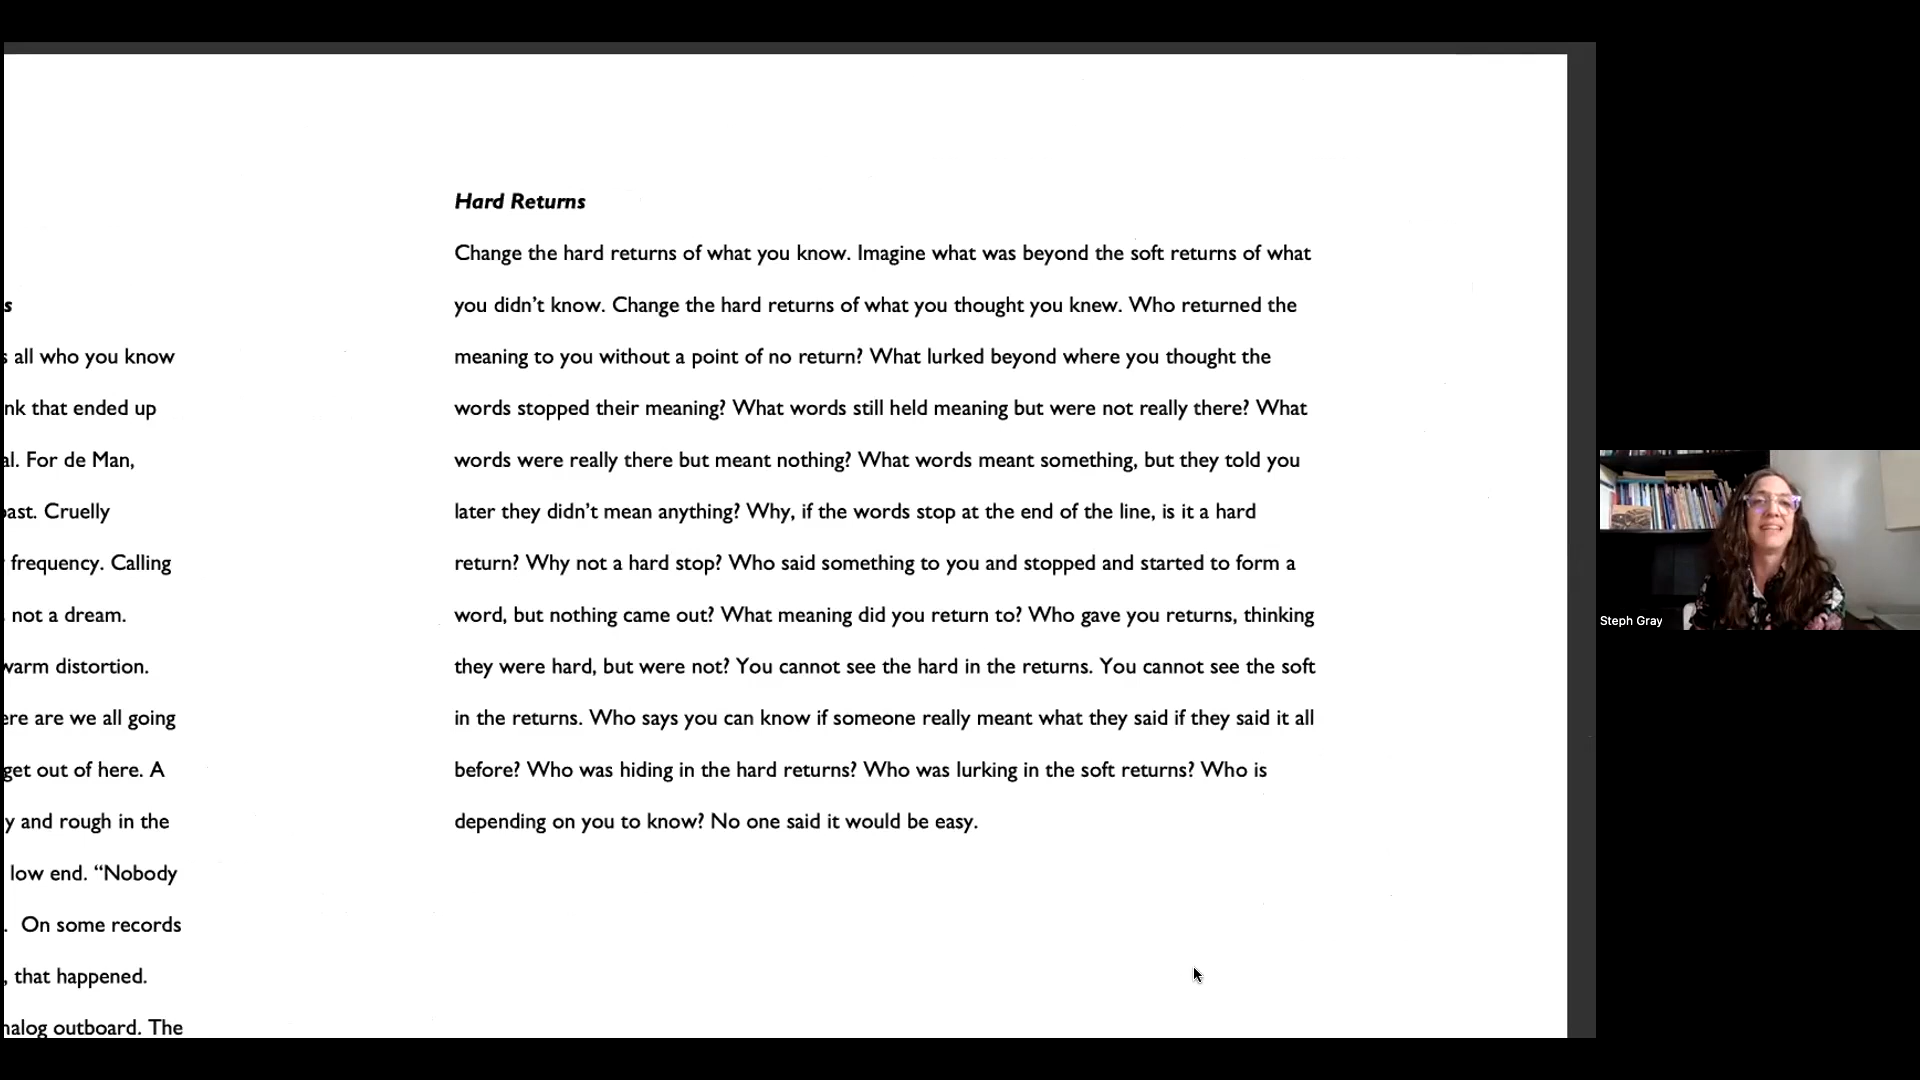 s
s all who you know
nk that ended up
al. For de Man,
past. Cruelly
frequency. Calling
not a dream.
warm distortion.
ere are we all going
get out of here. A
y and rough in the
low end. “Nobody
. On some records
, that happened.
nalog outboard. The
Hard Returns
Change the hard returns of what you know. Imagine what was beyond the soft returns of what
you didn’t know. Change the hard returns of what you thought you knew. Who returned the
meaning to you without a point of no return? What lurked beyond where you thought the
words stopped their meaning? What words still held meaning but were not really there? What
words were really there but meant nothing? What words meant something, but they told you
later they didn’t mean anything? Why, if the words stop at the end of the line, is it a hard
return? Why not a hard stop? Who said something to you and stopped and started to form a
word, but nothing came out? What meaning did you return to? Who gave you returns, thinking
they were hard, but were not? You cannot see the hard in the returns. You cannot see the soft
in the returns. Who says you can know if someone really meant what they said if they said it all
before? Who was hiding in the hard returns? Who was lurking in the soft returns? Who is
depending on you to know? No one said it would be easy.
Steph Gray